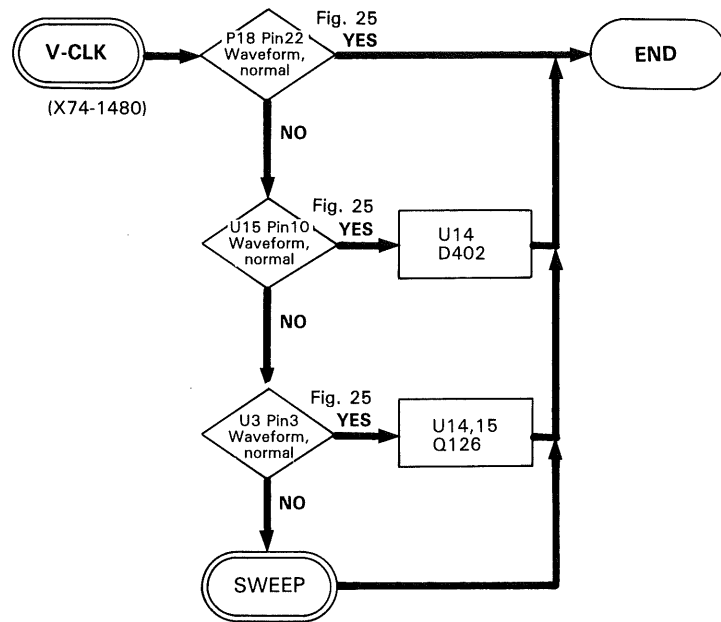 V-CLK
(X74-1480)
P18 Pin22
Waveform,
normal
Fig. 25
YES
END
NO
U15 Pin10
Waveform,
normal
Fig. 25
YES
U14
D402
NO
U3 Pin3
Waveform,
normal
Fig. 25
YES
U14,15
Q126
NO
SWEEP